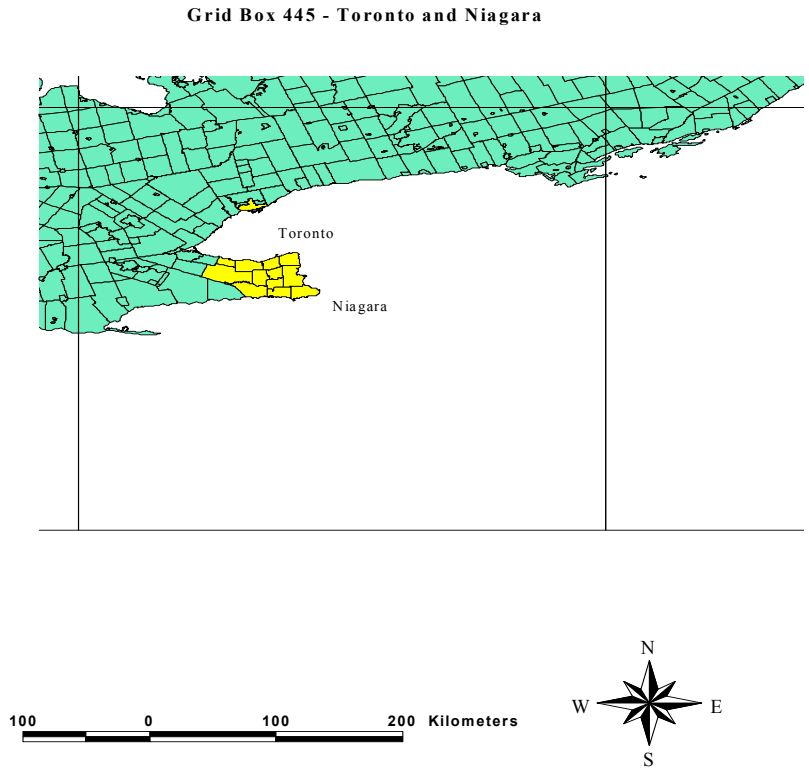 Grid Box 445 - Toronto and Niagara
Toronto
Niagara
N
W E
S
100 0 100 200 Kilometers